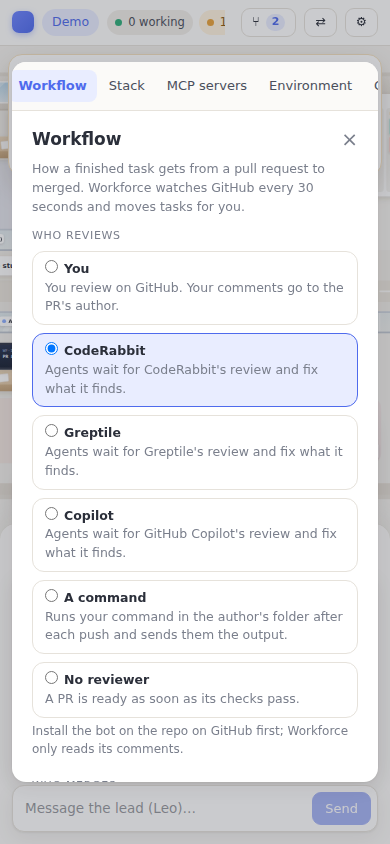 Demo
0 working
2
Workflow
Stack
MCP servers
Environment
Workflow
How a finished task gets from a pull request to
merged. Workforce watches GitHub every 30
seconds and moves tasks for you.
WHO REVIEWS
You
You review on GitHub. Your comments go to the
PR's author.
CodeRabbit
Agents wait for CodeRabbit's review and fix
what it finds.
Greptile
Agents wait for Greptile's review and fix what it
finds.
Copilot
Agents wait for GitHub Copilot's review and fix
what it finds.
A command
Runs your command in the author's folder after
each push and sends them the output.
No reviewer
A PR is ready as soon as its checks pass.
Install the bot on the repo on GitHub first; Workforce
only reads its comments.
WHO MERGES
Message the lead (Leo)...
Send